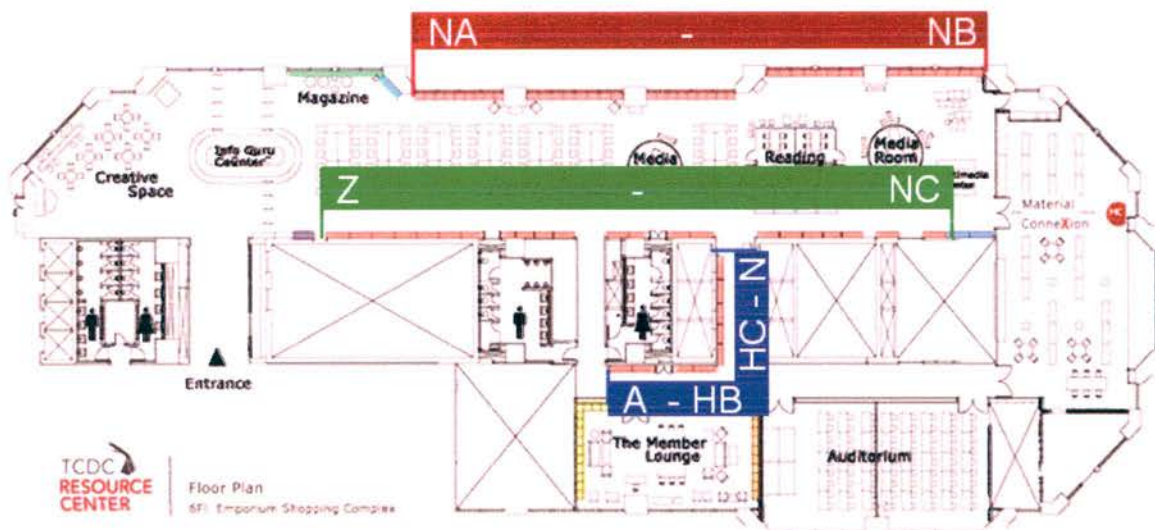 NA - NB
Magazine
Info Guru
Counter
Creative
Space
Media
Reading
Media
Room
Z - NC
Material
ConneXion
MC
HC - N
A - HB
Entrance
The Member
Lounge
Auditorium
TCDC
RESOURCE
CENTER
Floor Plan
6Fl. Emporium Shopping Complex